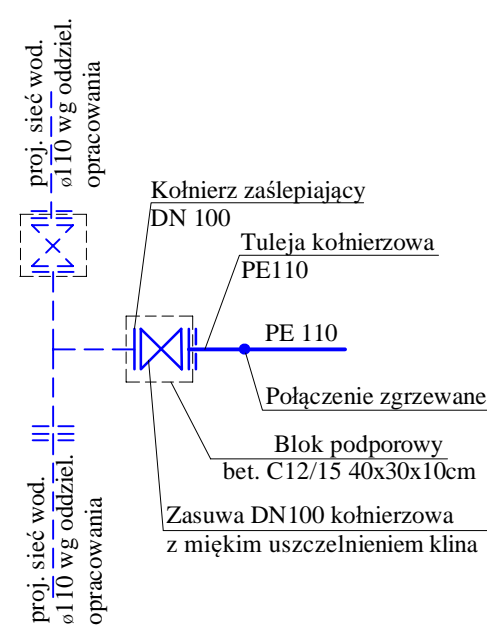 proj. sieć wod.
ø110 wg oddziel.
opracowania
Kołnierz zaślepiający
DN 100
Tuleja kołnierzowa
PE110
PE 110
Połączenie zgrzewane
Blok podporowy
bet. C12/15 40x30x10cm
Zasuwa DN100 kołnierzowa
z miękim uszczelnieniem klina
proj. sieć wod.
ø110 wg oddziel.
opracowania